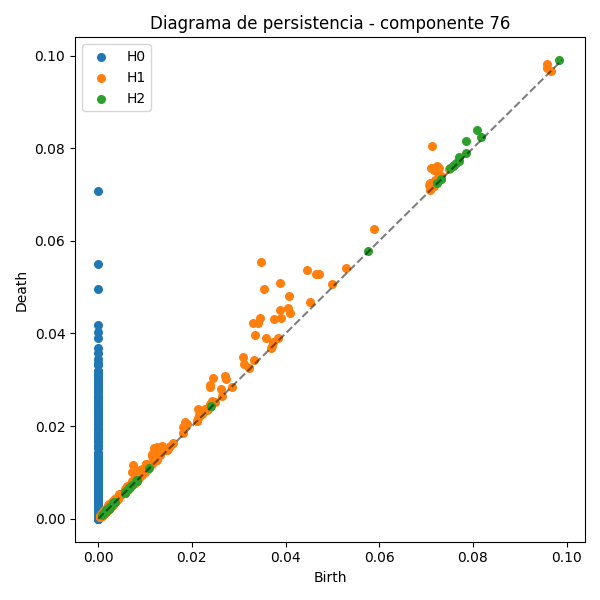 Diagrama de persistencia - componente 76
H0
H1
H2
Death
0.10
0.08
0.06
0.04
0.02
0.00
0.00 0.02 0.04 0.06 0.08 0.10
Birth